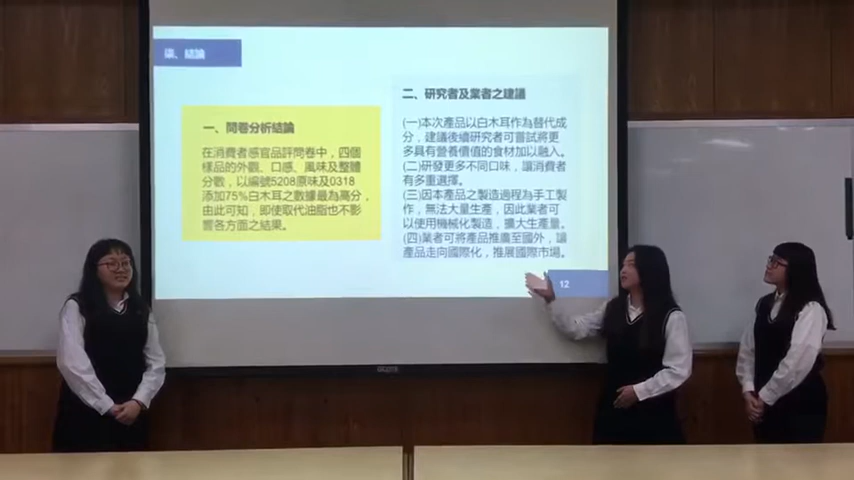 柒、結論
一、問卷分析結論
在消費者感官品評問卷中，四個
樣品的外觀、口感、風味及整體
分數，以編號5208原味及0318
添加75%白木耳之數據最為高分，
由此可知，即使取代油脂也不影
響各方面之結果。
二、研究者及業者之建議
(一)本次產品以白木耳作為替代成
分，建議後續研究者可嘗試將更
多具有營養價值的食材加以融入。
(二)研發更多不同口味，讓消費者
有多重選擇。
(三)因本產品之製造過程為手工製
作，無法大量生產，因此業者可
以使用機械化製造，擴大生產量。
(四)業者可將產品推廣至國外，讓
產品走向國際化，推展國際市場。
12